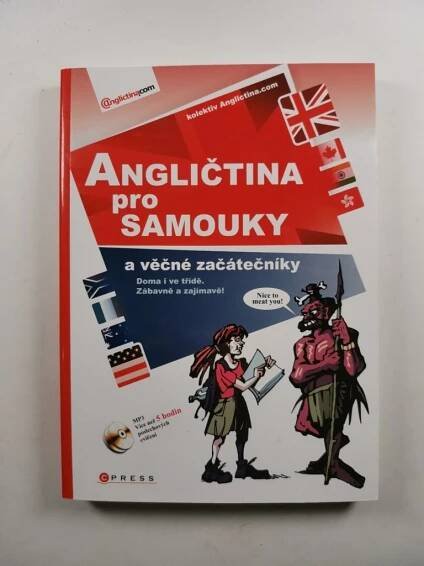 @nglictina.com
kolektiv Anglictina.com
ANGLIČTINA
pro
SAMOUKY
a věčné začátečníky
Doma i ve třídě.
Zábavně a zajímavě!
Nice to
meat you!
MP3
Více než 5 hodin
poslechových
cvičení
CPRESS